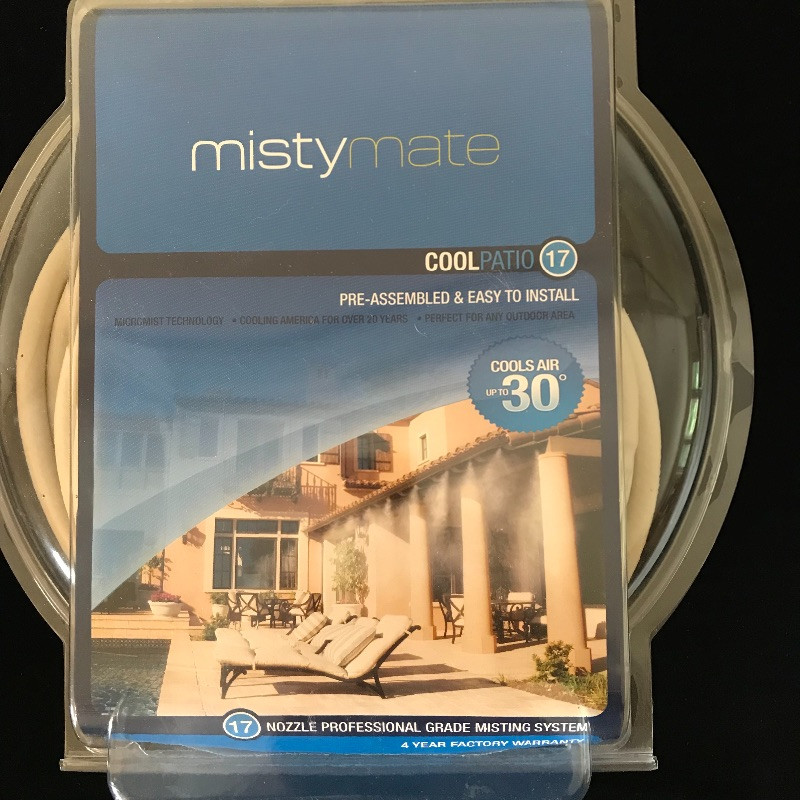 mistymate
COOLPATIO 17
PRE-ASSEMBLED & EASY TO INSTALL
MICROMIST TECHNOLOGY • COOLING AMERICA FOR OVER 20 YEARS • PERFECT FOR ANY OUTDOOR AREA
COOLS AIR
UP TO 30°
17 NOZZLE PROFESSIONAL GRADE MISTING SYSTEM
4 YEAR FACTORY WARRANTY